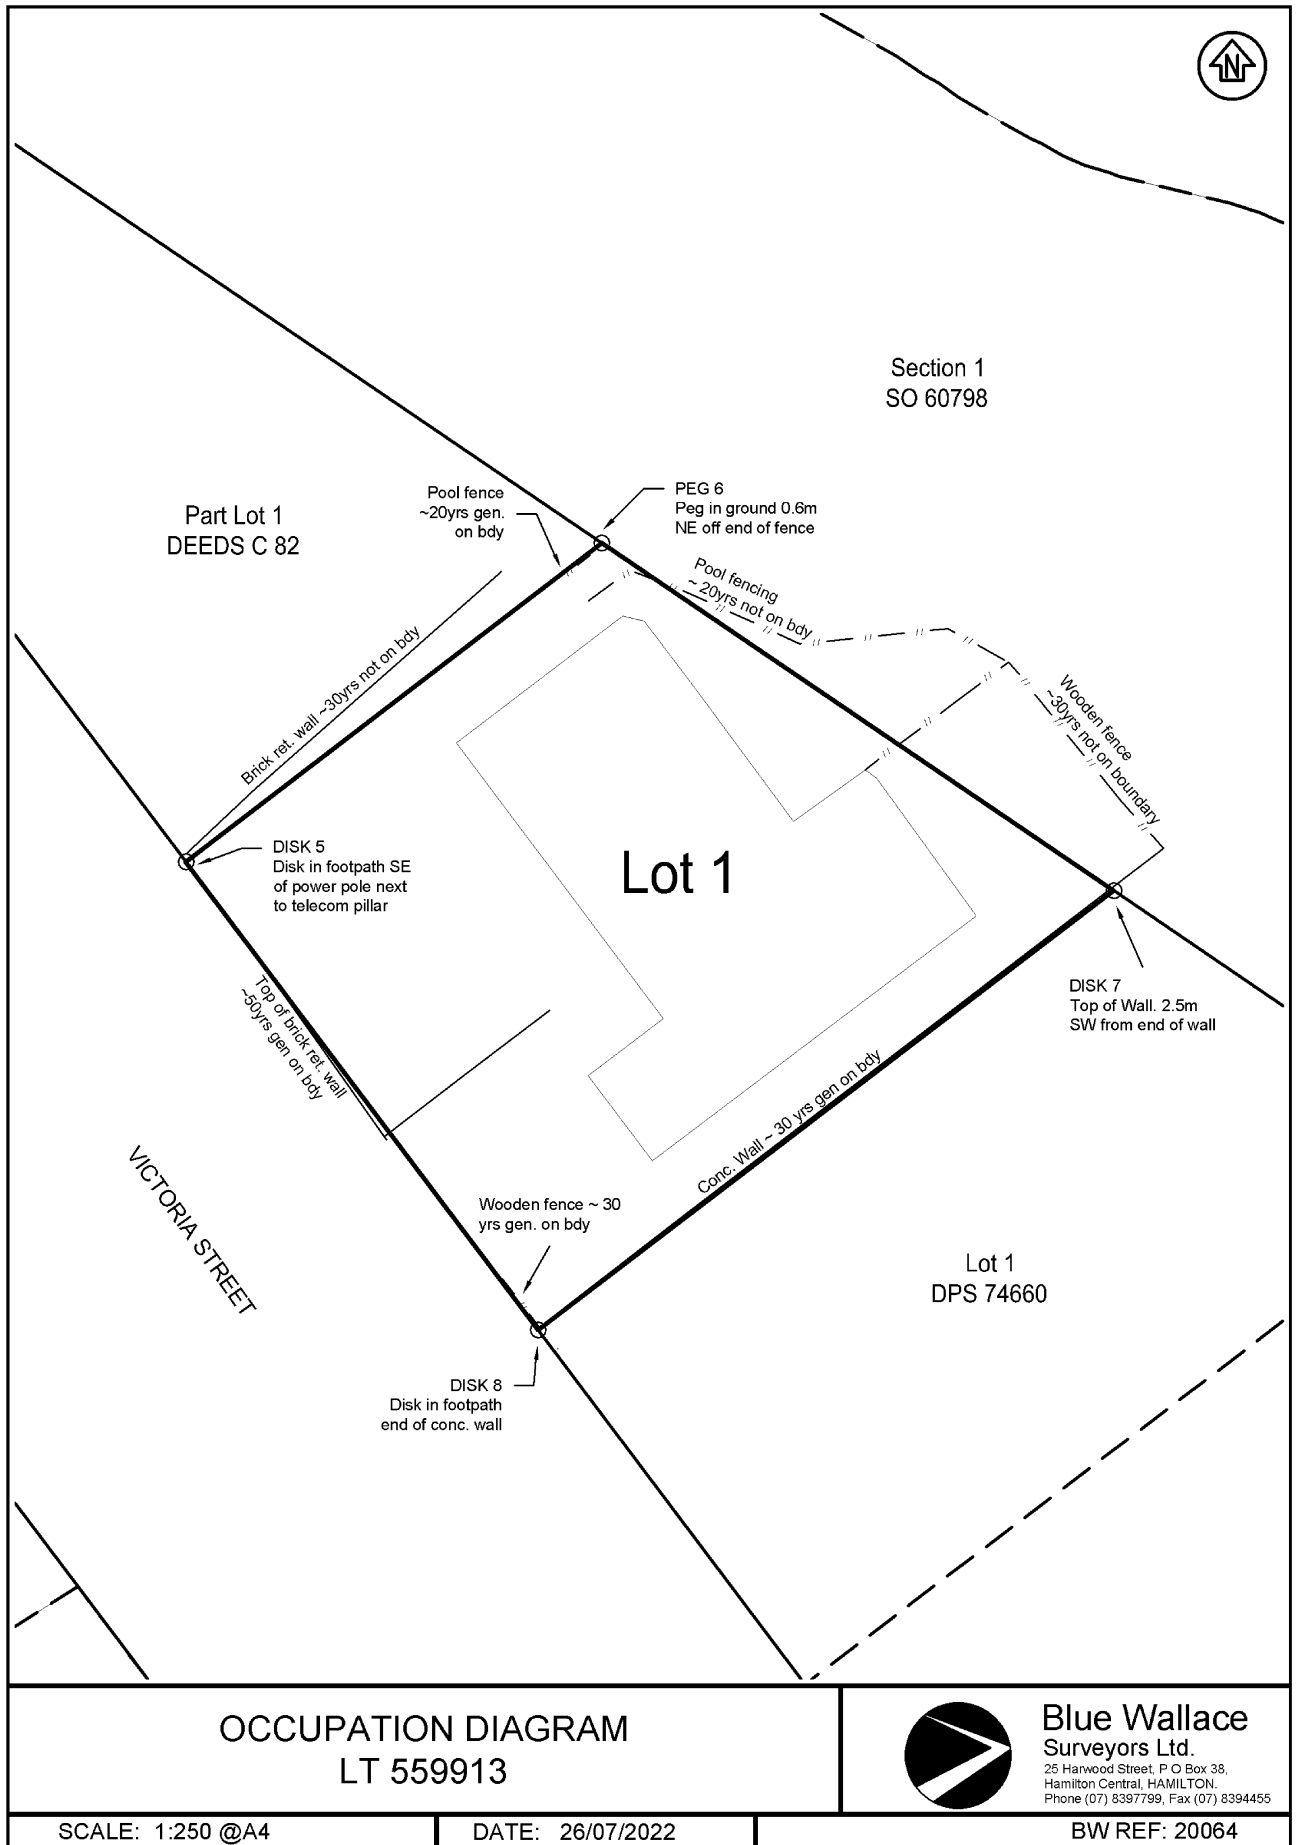 N
Section 1
SO 60798
Part Lot 1
DEEDS C 82
Pool fence
~20yrs gen.
on bdy
PEG 6
Peg in ground 0.6m
NE off end of fence
Pool fencing
~ 20yrs not on bdy
Brick ret. wall ~30yrs not on bdy
Wooden fence
~30yrs not on boundary
DISK 5
Disk in footpath SE
of power pole next
to telecom pillar
Lot 1
DISK 7
Top of Wall. 2.5m
SW from end of wall
Top of brick ret. wall
~50yrs gen on bdy
Conc. Wall ~ 30 yrs gen on bdy
VICTORIA STREET
Wooden fence ~ 30
yrs gen. on bdy
Lot 1
DPS 74660
DISK 8
Disk in footpath
end of conc. wall
OCCUPATION DIAGRAM
LT 559913
Blue Wallace
Surveyors Ltd.
25 Harwood Street, P O Box 38,
Hamilton Central, HAMILTON.
Phone (07) 8397799, Fax (07) 8394455
SCALE: 1:250 @A4
DATE: 26/07/2022
BW REF: 20064